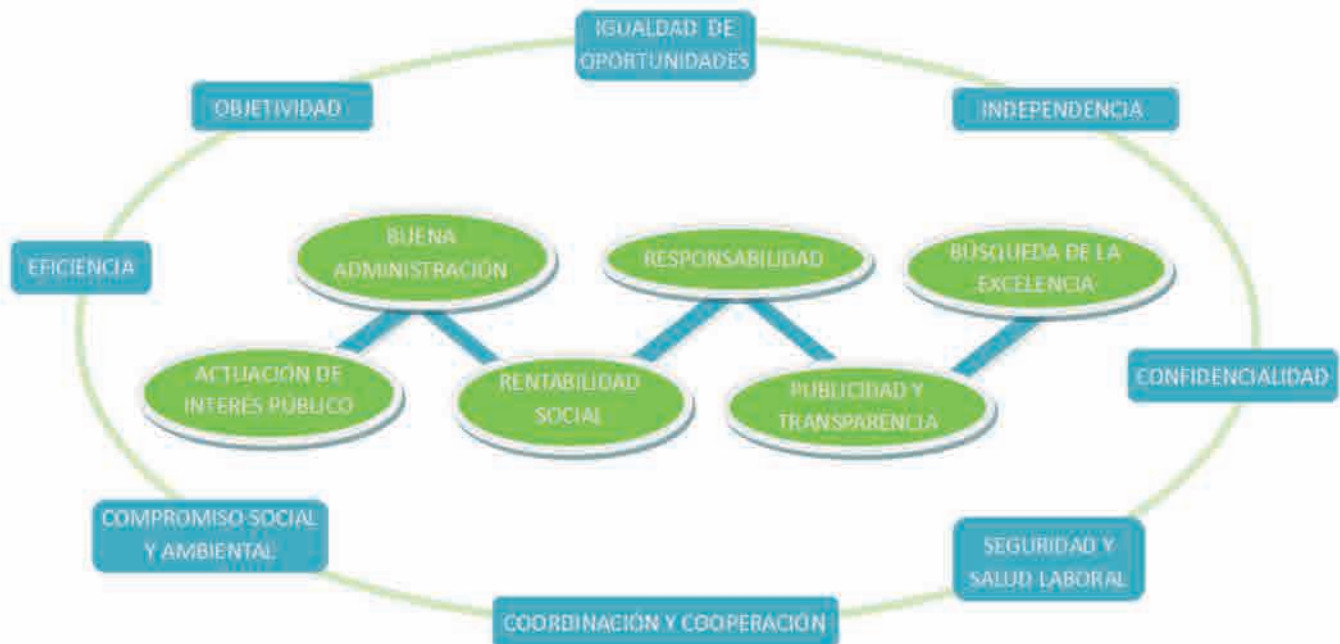 IGUALDAD DE
OPORTUNIDADES
OBJETIVIDAD
INDEPENDENCIA
BUENA
ADMINISTRACIÓN
RESPONSABILIDAD
BÚSQUEDA DE LA
EXCELENCIA
EFICIENCIA
ACTUACIÓN DE
INTERÉS PÚBLICO
RENTABILIDAD
SOCIAL
PUBLICIDAD Y
TRANSPARENCIA
CONFIDENCIALIDAD
COMPROMISO SOCIAL
Y AMBIENTAL
SEGURIDAD Y
SALUD LABORAL
COORDINACIÓN Y COOPERACIÓN